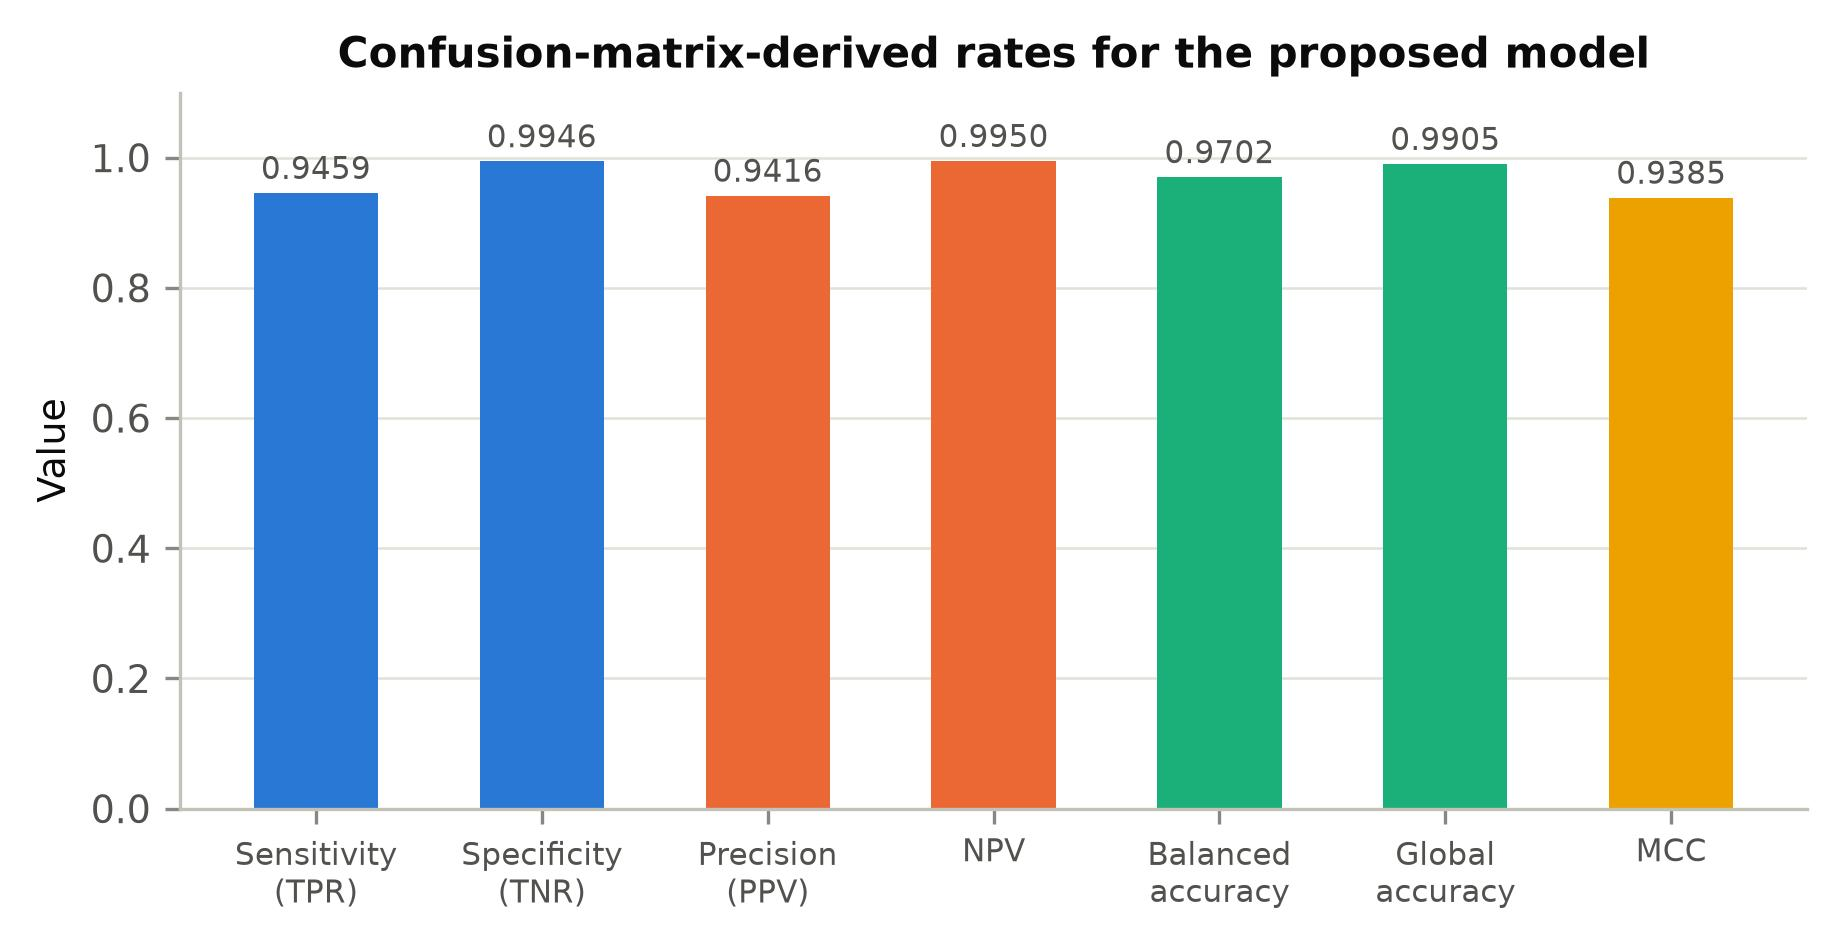 Confusion-matrix-derived rates for the proposed model
Value
1.0
0.8
0.6
0.4
0.2
0.0
0.9459
0.9946
0.9416
0.9950
0.9702
0.9905
0.9385
Sensitivity
(TPR)
Specificity
(TNR)
Precision
(PPV)
NPV
Balanced
accuracy
Global
accuracy
MCC